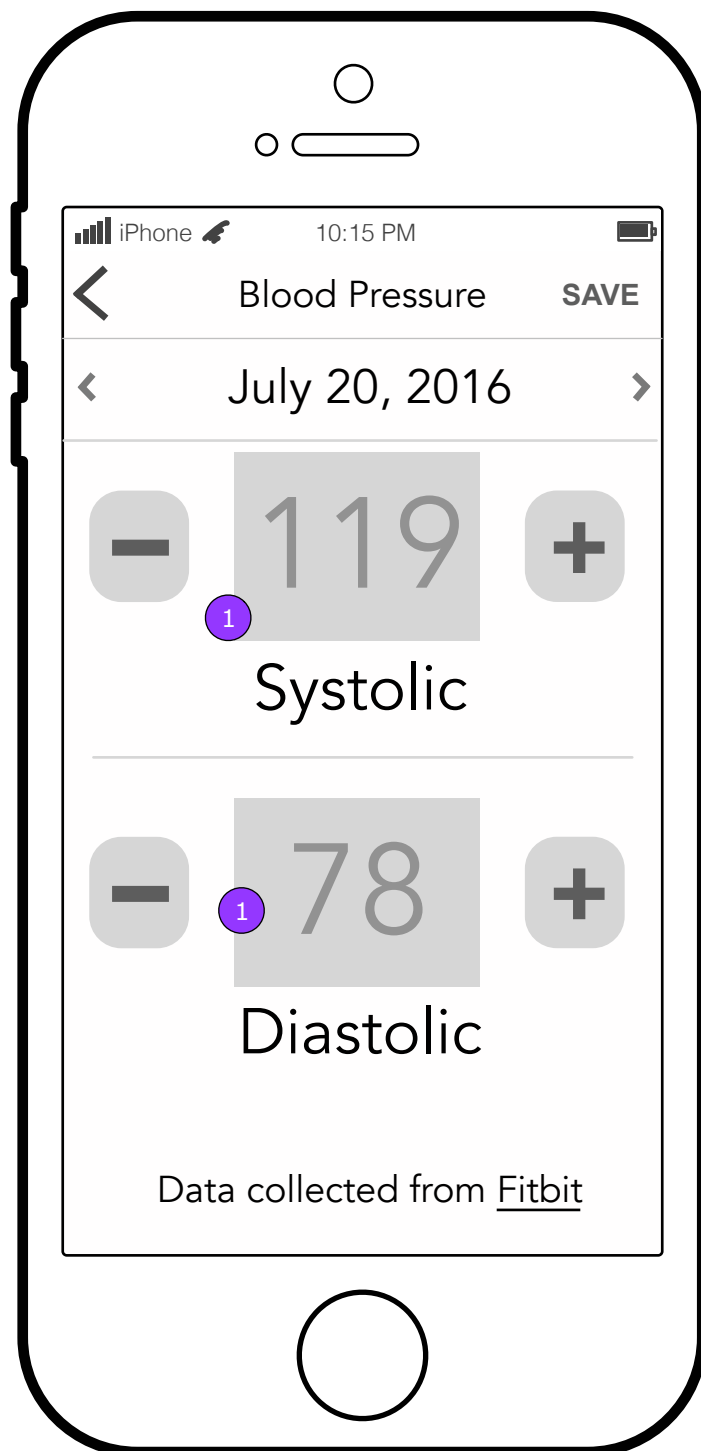 iPhone 10:15 PM
Blood Pressure SAVE
July 20, 2016
− 119 +
1
Systolic
− 78 +
1
Diastolic
Data collected from Fitbit